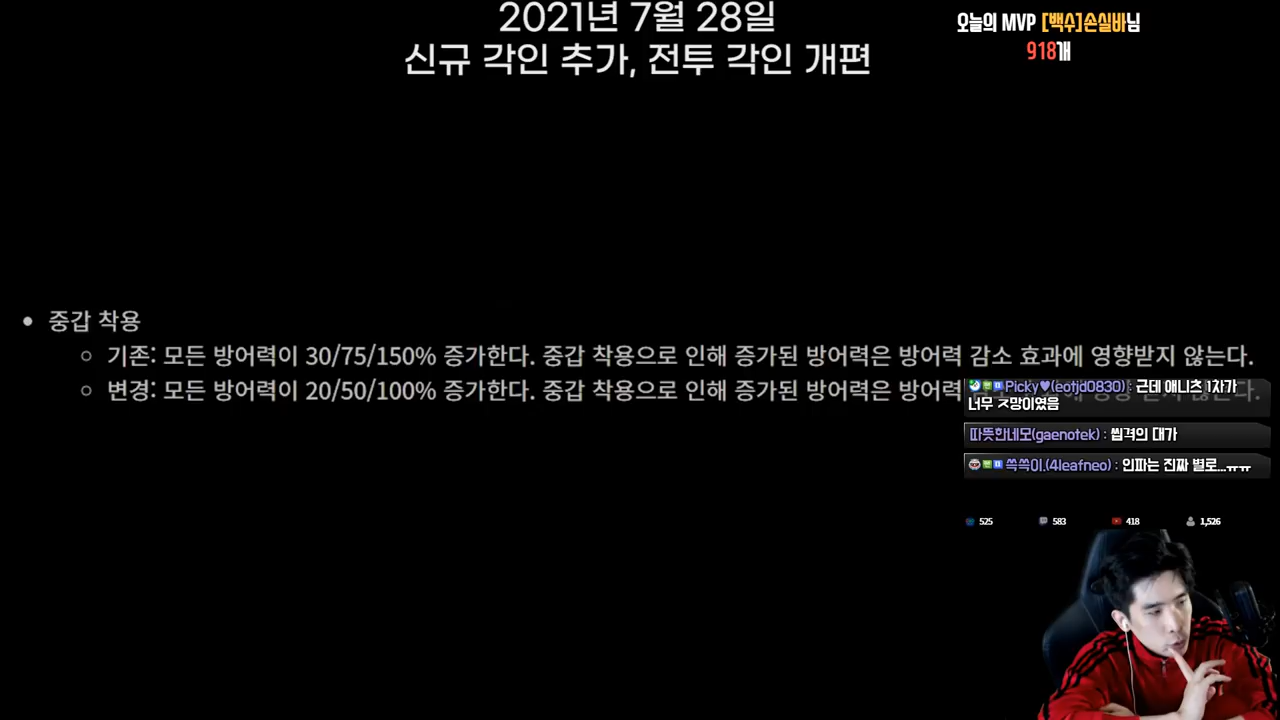 2021년 7월 28일
신규 각인 추가, 전투 각인 개편
오늘의 MVP [백수]손실바님
918개
중갑 착용
기존: 모든 방어력이 30/75/150% 증가한다. 중갑 착용으로 인해 증가된 방어력은 방어력 감소 효과에 영향받지 않는다.
변경: 모든 방어력이 20/50/100% 증가한다. 중갑 착용으로 인해 증가된 방어력은 방어력
Picky♥(eotjd0830) : 근데 애니츠 1차가
너무 ㅈ망이였음
따뜻한네모(gaenotek) : 씹격의 대가
쓱쓱이.(4leafneo) : 인파는 진짜 별로...ㅠㅠ
525 583 418 1,526